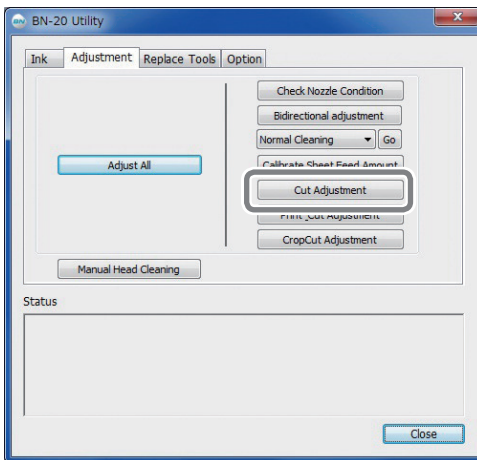 BN-20 Utility
Ink Adjustment Replace Tools Option
Check Nozzle Condition
Bidirectional adjustment
Normal Cleaning Go
Adjust All
Calibrate Sheet Feed Amount
Cut Adjustment
Print_Cut Adjustment
CropCut Adjustment
Manual Head Cleaning
Status
Close